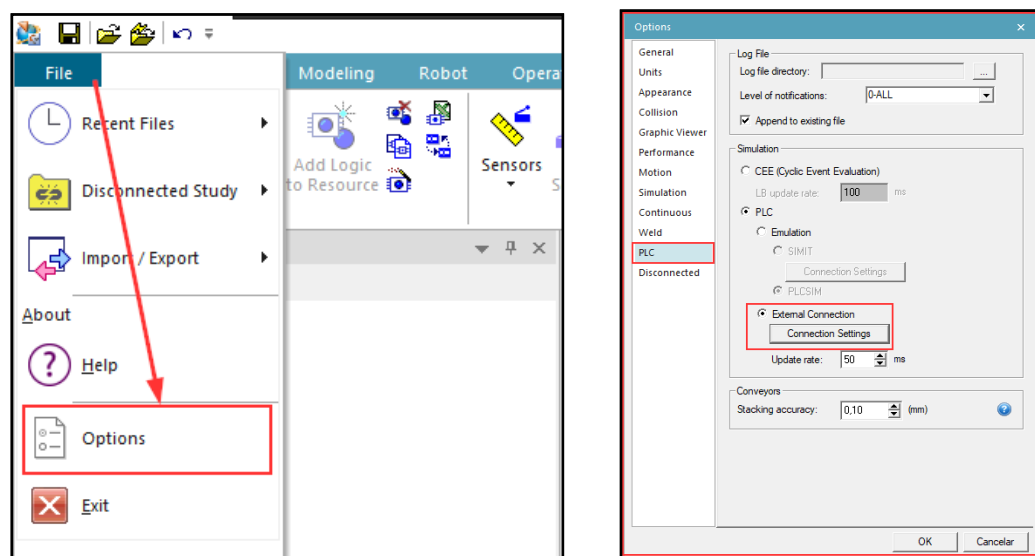 File
Modeling
Robot
Opera
Recent Files
Disconnected Study
Import / Export
About
Help
Options
Exit
Add Logic
to Resource
Sensors
S
Options
General
Units
Appearance
Collision
Graphic Viewer
Performance
Motion
Simulation
Continuous
Weld
PLC
Disconnected
Log File
Log file directory:
...
Level of notifications:
0-ALL
Append to existing file
Simulation
CEE (Cyclic Event Evaluation)
LB update rate:
100
ms
PLC
Emulation
SIMIT
Connection Settings
PLCSIM
External Connection
Connection Settings
Update rate:
50
ms
Conveyors
Stacking accuracy:
0,10
(mm)
OK
Cancelar